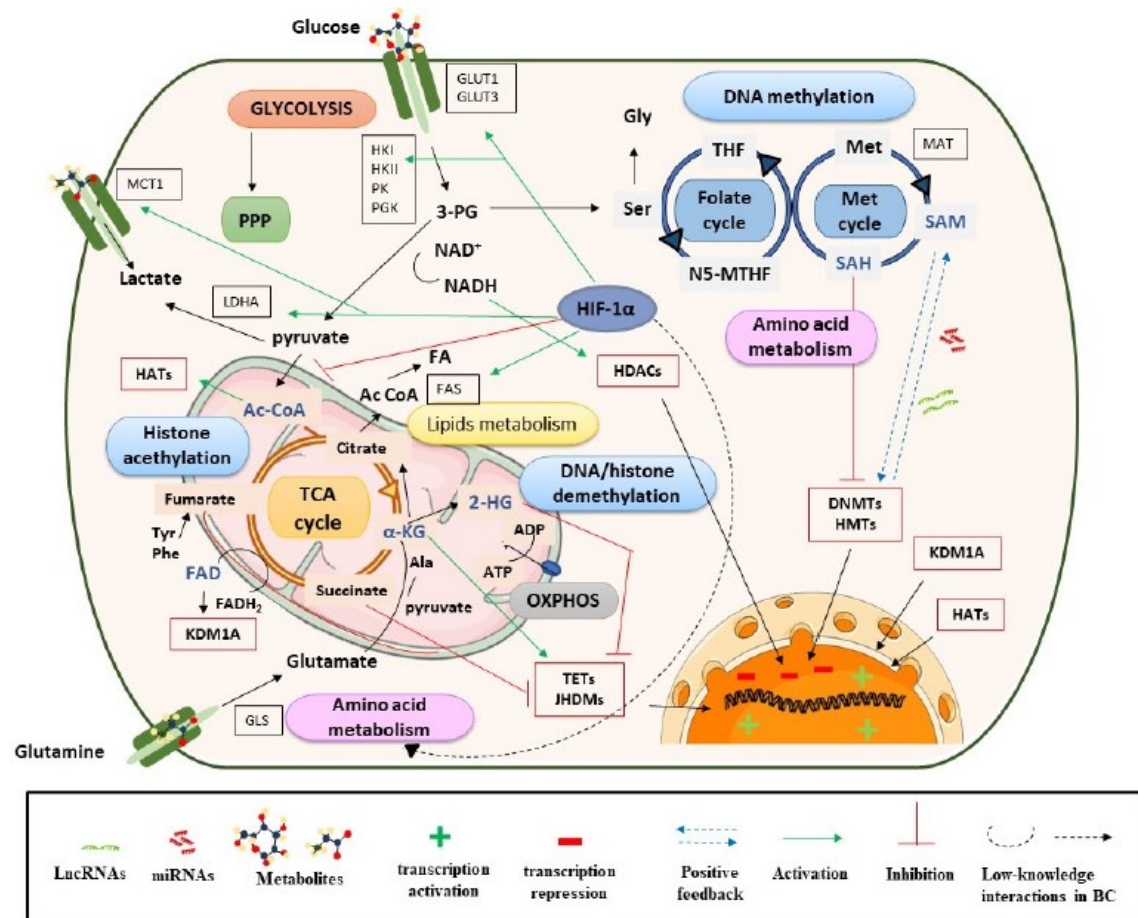 Glucose
GLUT1
GLUT3
GLYCOLYSIS
HKI
HKII
PK
PGK
MCT1
PPP
Lactate
3-PG
NAD+
NADH
LDHA
pyruvate
HIF-1α
DNA methylation
Gly
Ser
THF
Folate
cycle
N5-MTHF
Met
MAT
Met
cycle
SAM
SAH
Amino acid
metabolism
HATs
FA
Ac CoA
FAS
HDACs
Ac-CoA
Lipids metabolism
Histone
acethylation
Citrate
DNA/histone
demethylation
Fumarate
TCA
cycle
2-HG
α-KG
ADP
Tyr
Phe
FAD
FADH2
Ala
ATP
Succinate
pyruvate
OXPHOS
KDM1A
DNMTs
HMTs
KDM1A
HATs
Glutamate
TETs
JHDMs
GLS
Amino acid
metabolism
Glutamine
LncRNAs
miRNAs
Metabolites
transcription
activation
transcription
repression
Positive
feedback
Activation
Inhibition
Low-knowledge
interactions in BC